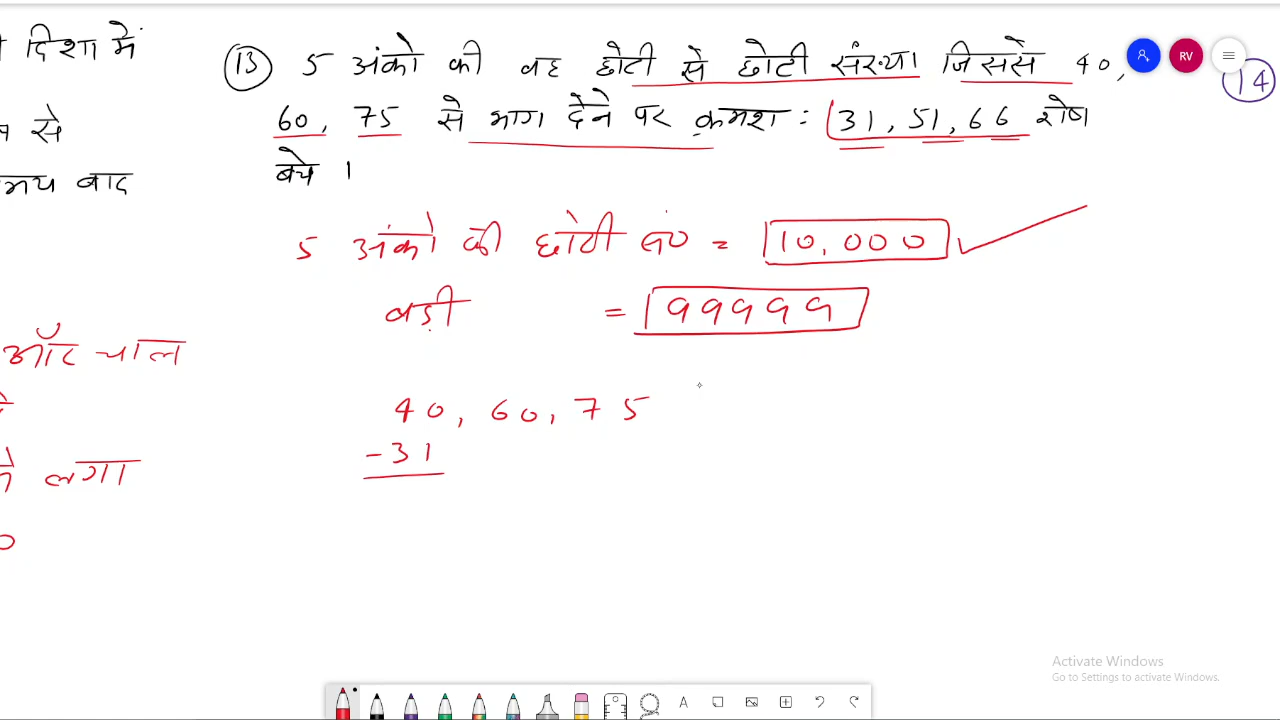 दिशा में
से
बाद
चाल
लगा
(13) 5 अंको की वह छोटी से छोटी संख्या जिससे 40,
60, 75 से भाग देने पर क्रमश: 31, 51, 66 शेष
बचे ।
5 अंको की छोटी सं० = 10,000
बड़ी = 99999
40, 60, 75
- 31
RV
14
A
Activate Windows
Go to Settings to activate Windows.